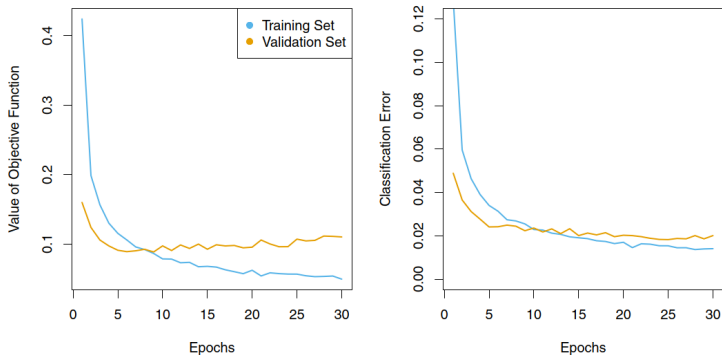 Training Set
Validation Set
Value of Objective Function
0.4
0.3
0.2
0.1
0 5 10 15 20 25 30
Epochs
Classification Error
0.12
0.10
0.08
0.06
0.04
0.02
0.00
0 5 10 15 20 25 30
Epochs